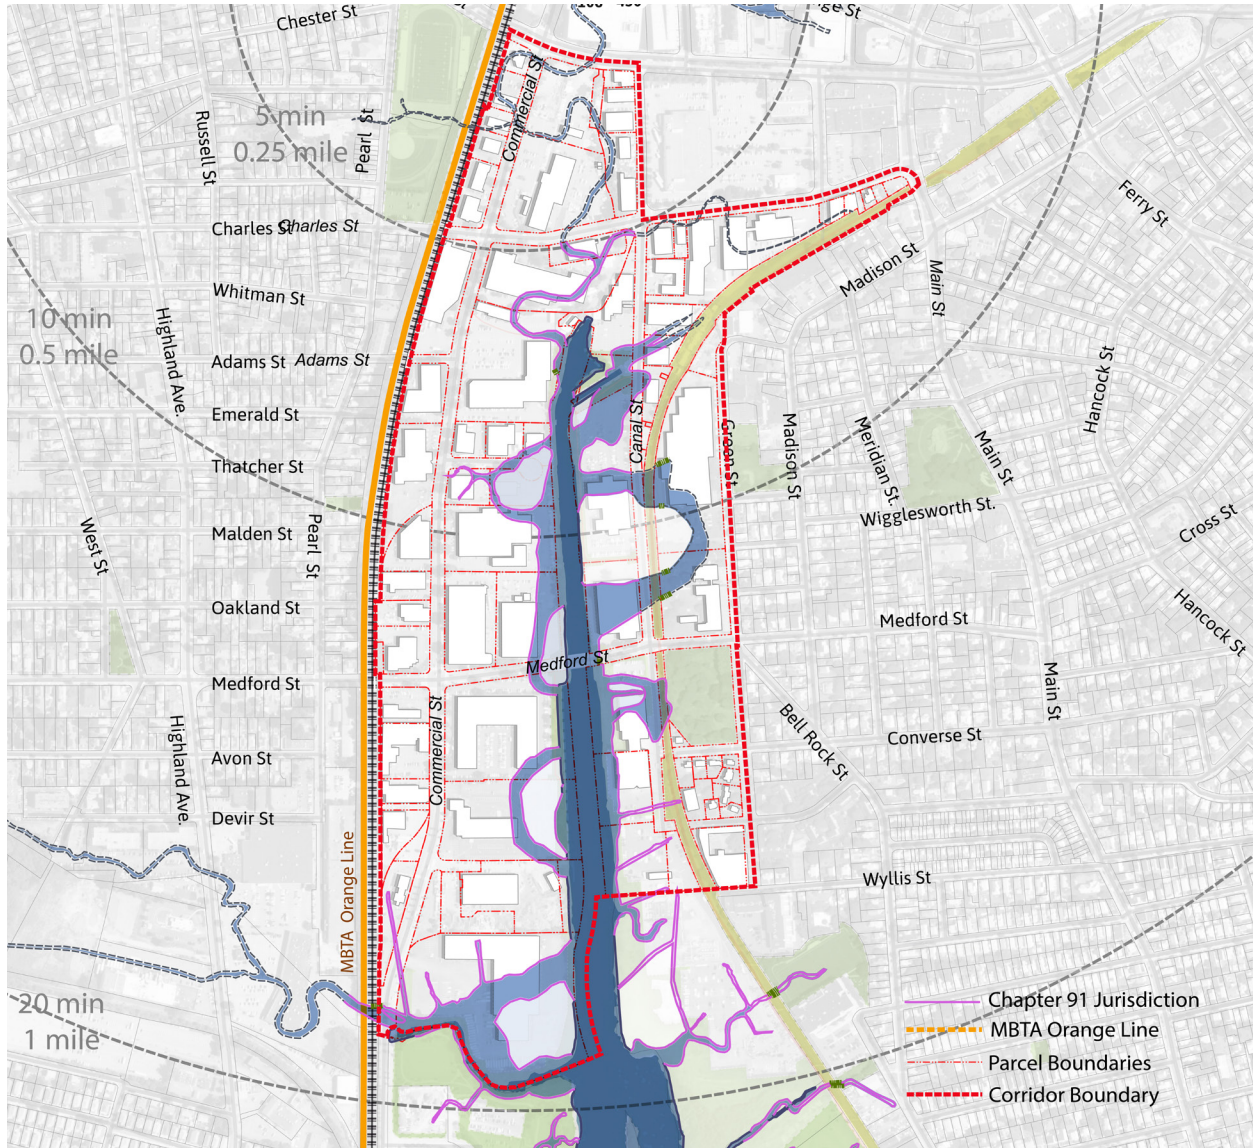 Chester St
Commercial St
Russell St
Pearl St
5 min
0.25 mile
Charles St
Charles St
Ferry St
Madison St
Main St
Whitman St
10 min
0.5 mile
Highland Ave.
Adams St
Adams St
Hancock St
Emerald St
Canal St
Green St
Madison St
Meridian St.
Main St
Thatcher St
Wigglesworth St.
Cross St
West St
Malden St
Pearl St
Oakland St
Medford St
Hancock St
Medford St
Medford St
Main St
Highland Ave.
Commercial St
Bell Rock St
Converse St
Avon St
Devir St
MBTA Orange Line
Wyllis St
20 min
1 mile
Chapter 91 Jurisdiction
MBTA Orange Line
Parcel Boundaries
Corridor Boundary